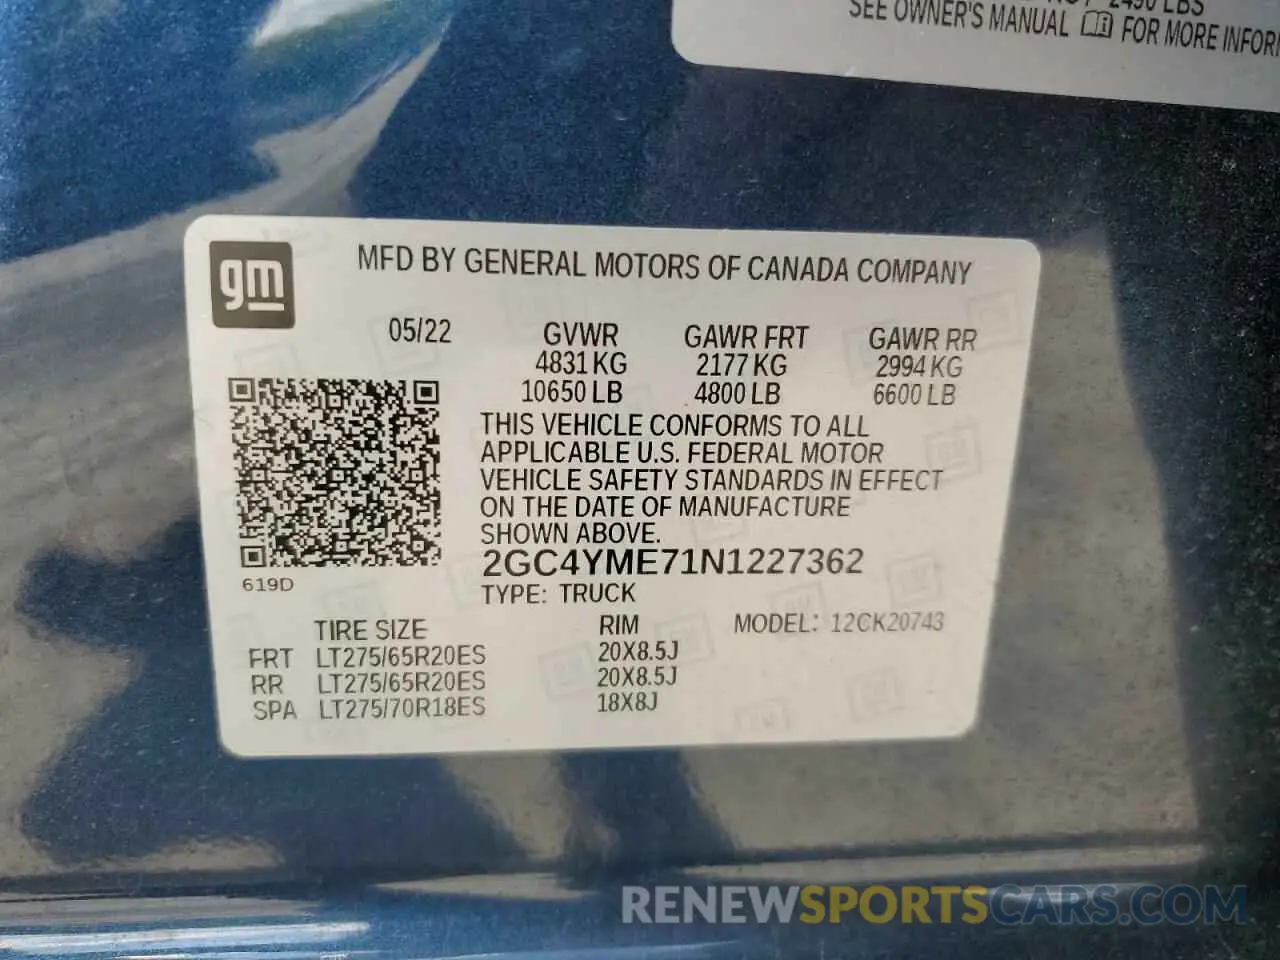 2490 LBS
SEE OWNER'S MANUAL FOR MORE
gm
MFD BY GENERAL MOTORS OF CANADA COMPANY
05/22 GVWR GAWR FRT GAWR RR
4831 KG 2177 KG 2994 KG
10650 LB 4800 LB 6600 LB
THIS VEHICLE CONFORMS TO ALL
APPLICABLE U.S. FEDERAL MOTOR
VEHICLE SAFETY STANDARDS IN EFFECT
ON THE DATE OF MANUFACTURE
SHOWN ABOVE.
2GC4YME71N1227362
619D
TYPE: TRUCK
TIRE SIZE RIM MODEL: 12CK20743
FRT LT275/65R20ES 20X8.5J
RR LT275/65R20ES 20X8.5J
SPA LT275/70R18ES 18X8J
RENEWSPORTSCARS.COM